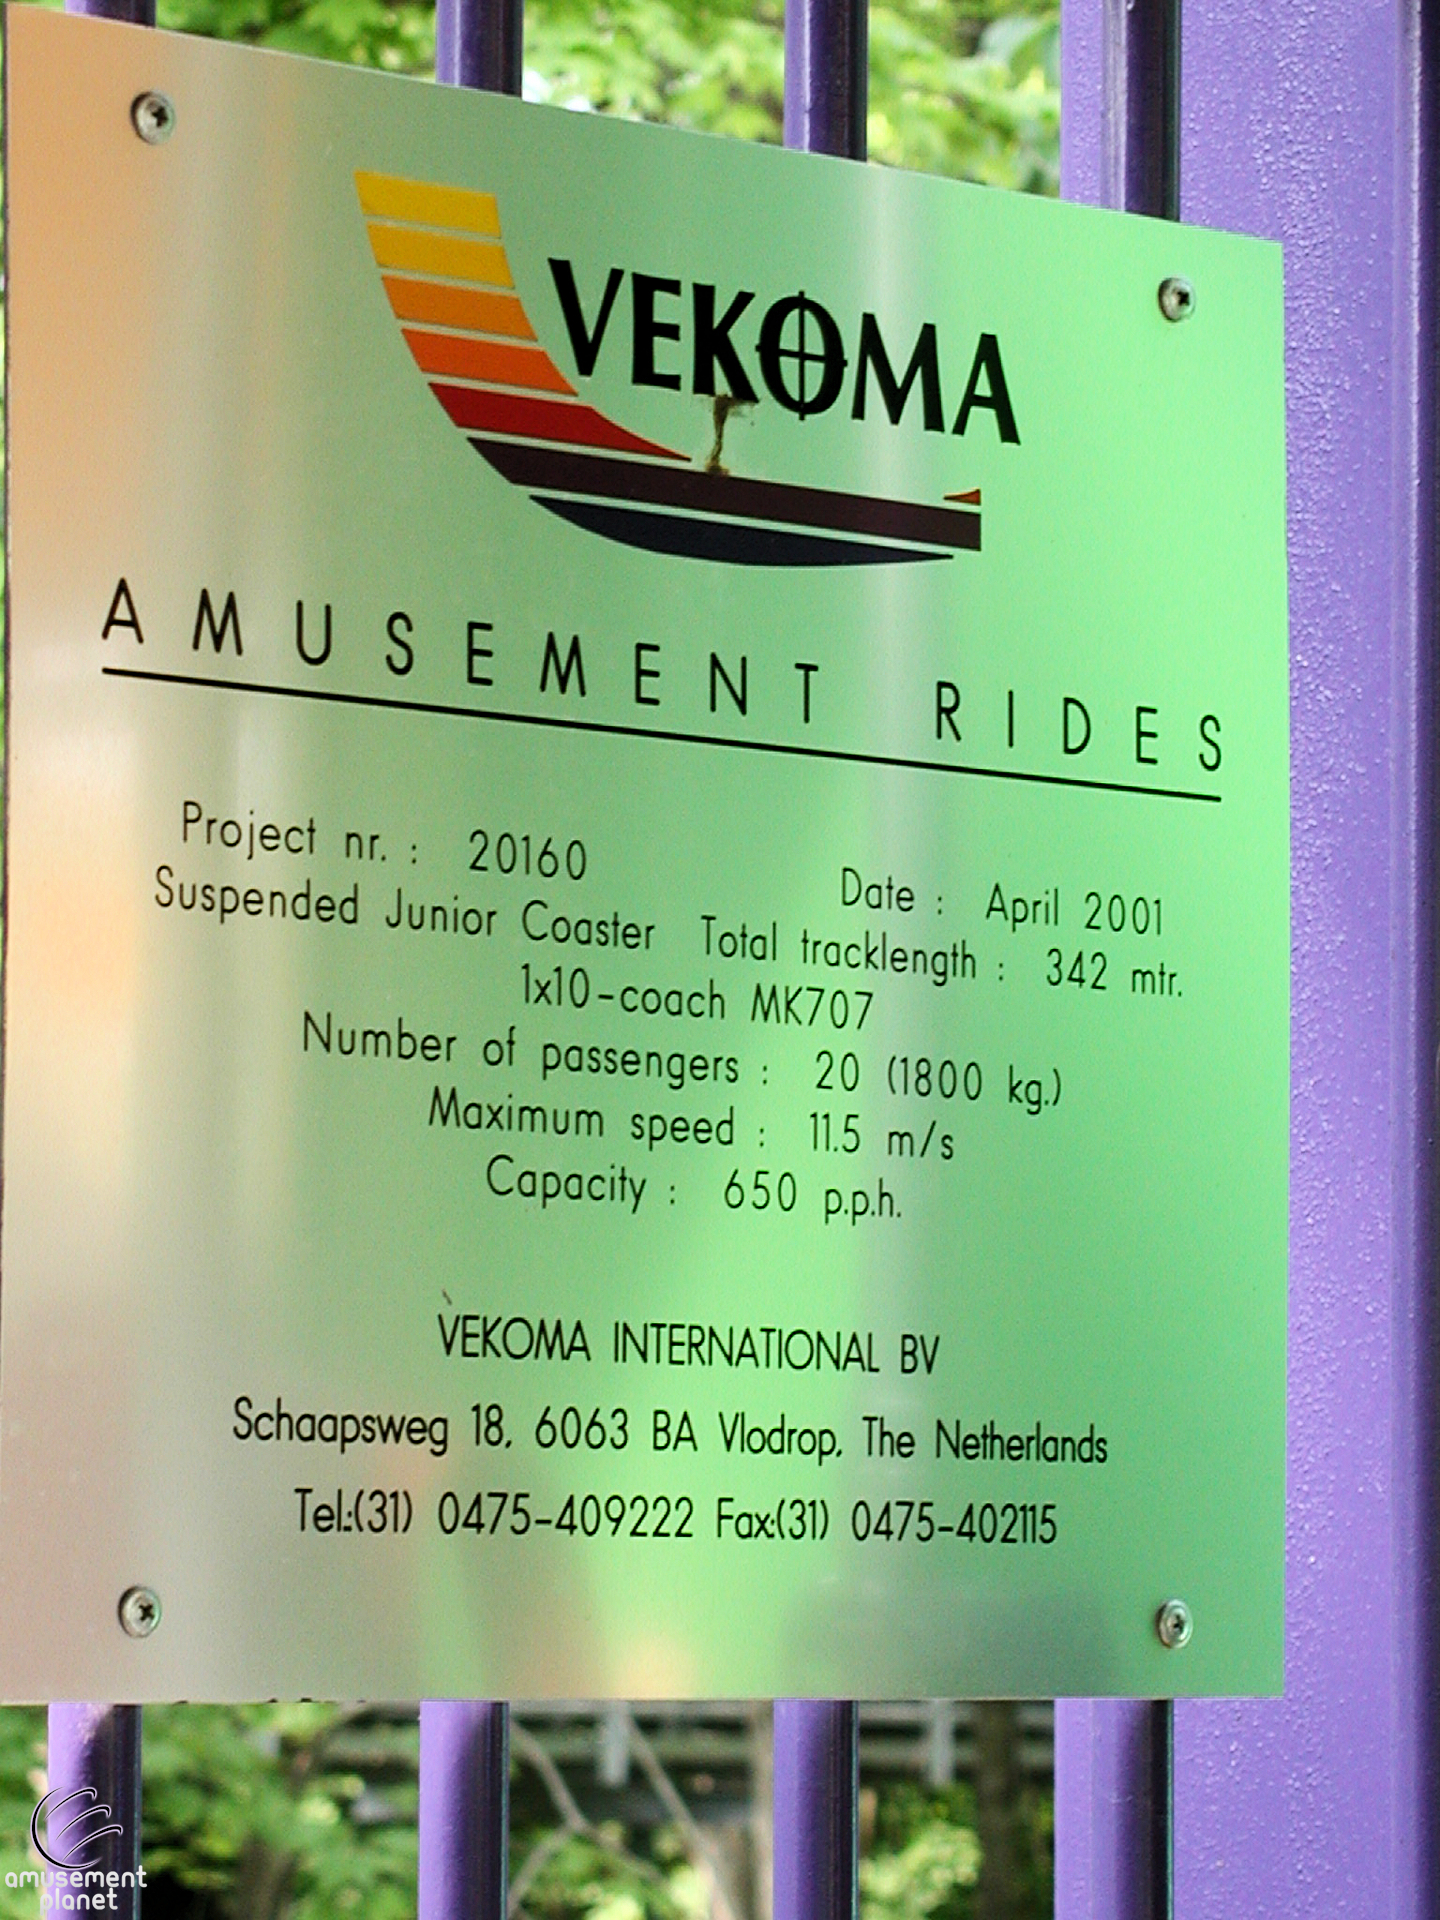 VEKOMA
AMUSEMENT RIDES
Project nr. : 20160 Date : April 2001
Suspended Junior Coaster Total tracklength : 342 mtr.
1x10-coach MK707
Number of passengers : 20 (1800 kg.)
Maximum speed : 11.5 m/s
Capacity : 650 p.p.h.
VEKOMA INTERNATIONAL BV
Schaapsweg 18, 6063 BA Vlodrop, The Netherlands
Tel.:(31) 0475-409222 Fax:(31) 0475-402115
amusement
planet